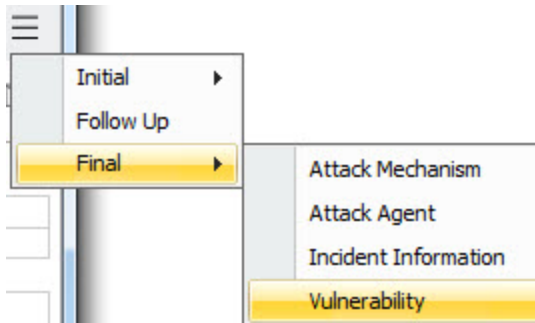 Initial
Follow Up
Final
Attack Mechanism
Attack Agent
Incident Information
Vulnerability